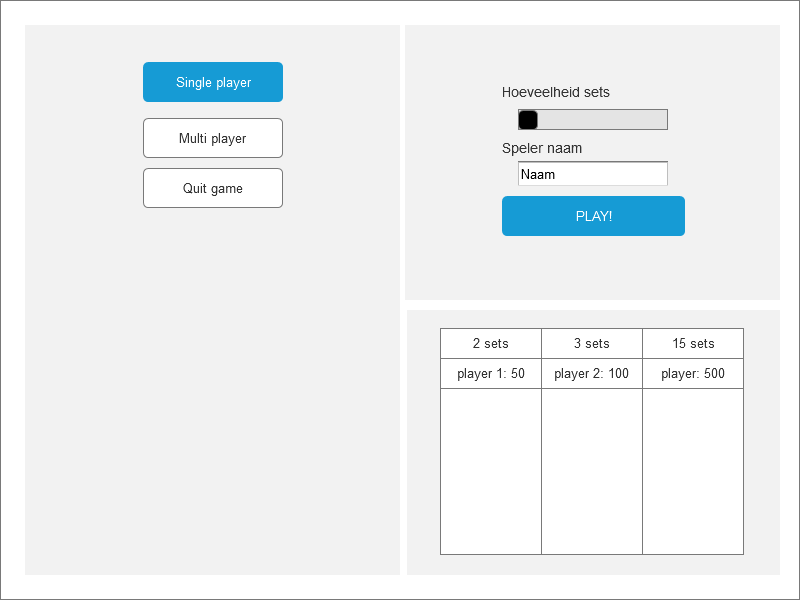 Single player
Multi player
Quit game
Hoeveelheid sets
Speler naam
Naam
PLAY!
2 sets 3 sets 15 sets
player 1: 50 player 2: 100 player: 500